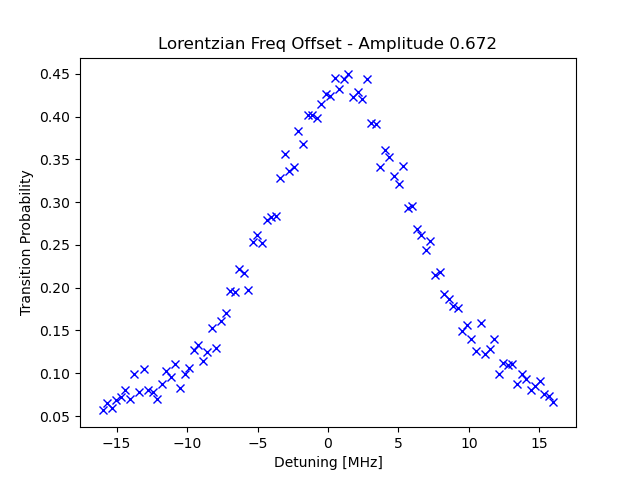 Lorentzian Freq Offset - Amplitude 0.672
Transition Probability
0.45
0.40
0.35
0.30
0.25
0.20
0.15
0.10
0.05
−15 −10 −5 0 5 10 15
Detuning [MHz]